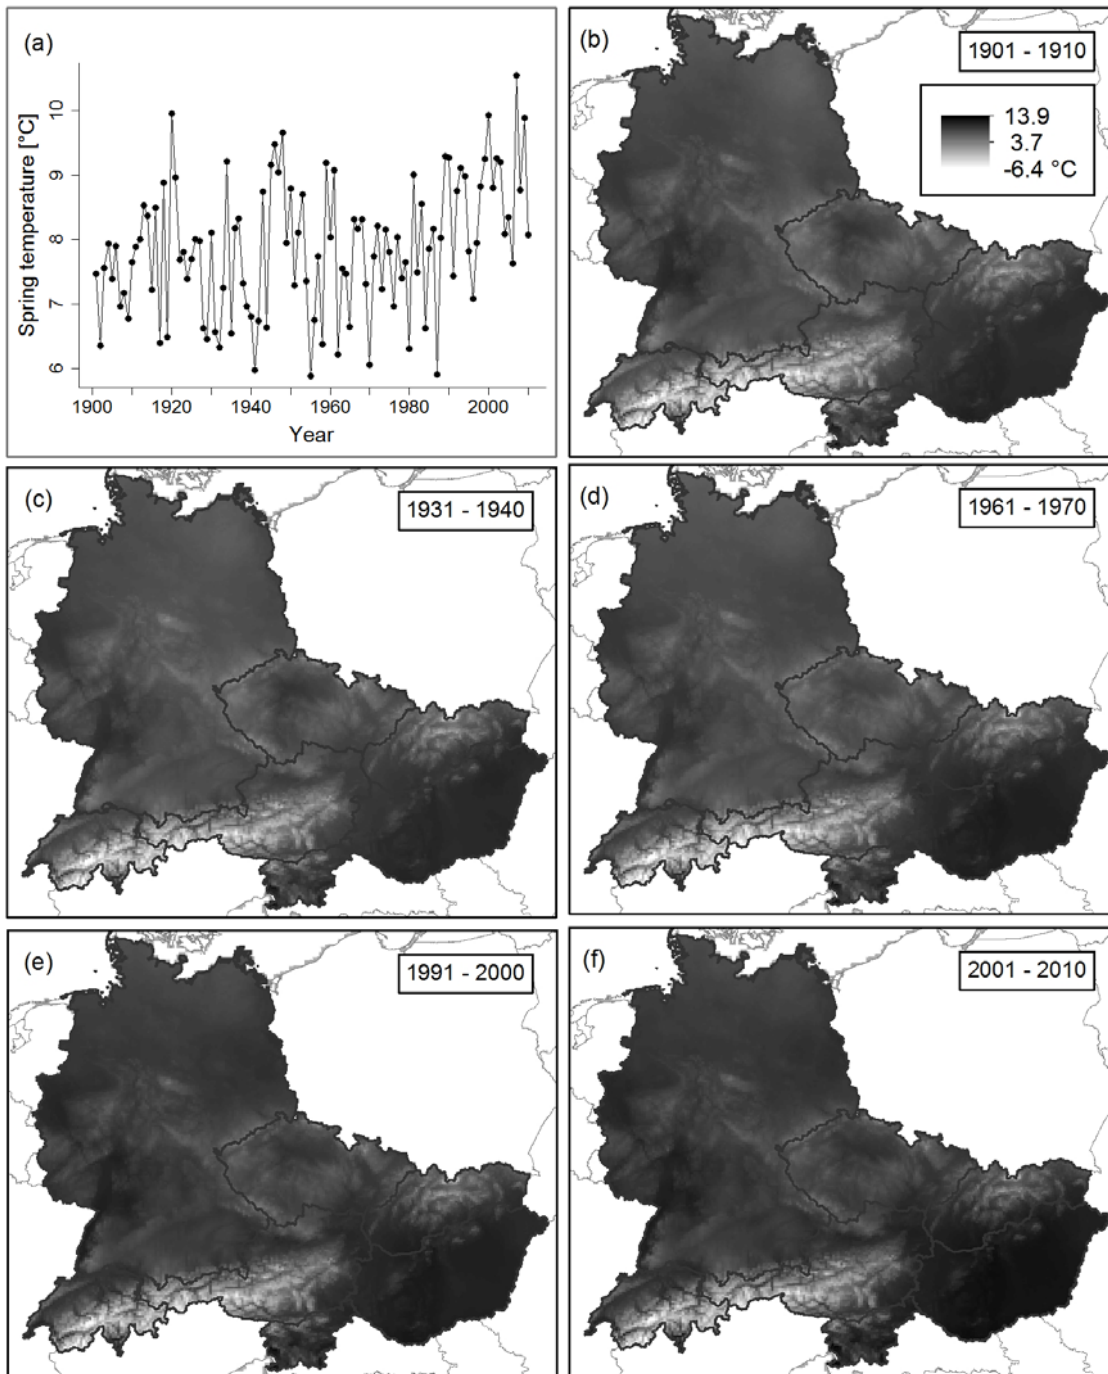 (a)
Spring temperature [°C]
10
9
8
7
6
1900 1920 1940 1960 1980 2000
Year
(b)
1901 - 1910
13.9
3.7
-6.4 °C
(c)
1931 - 1940
(d)
1961 - 1970
(e)
1991 - 2000
(f)
2001 - 2010